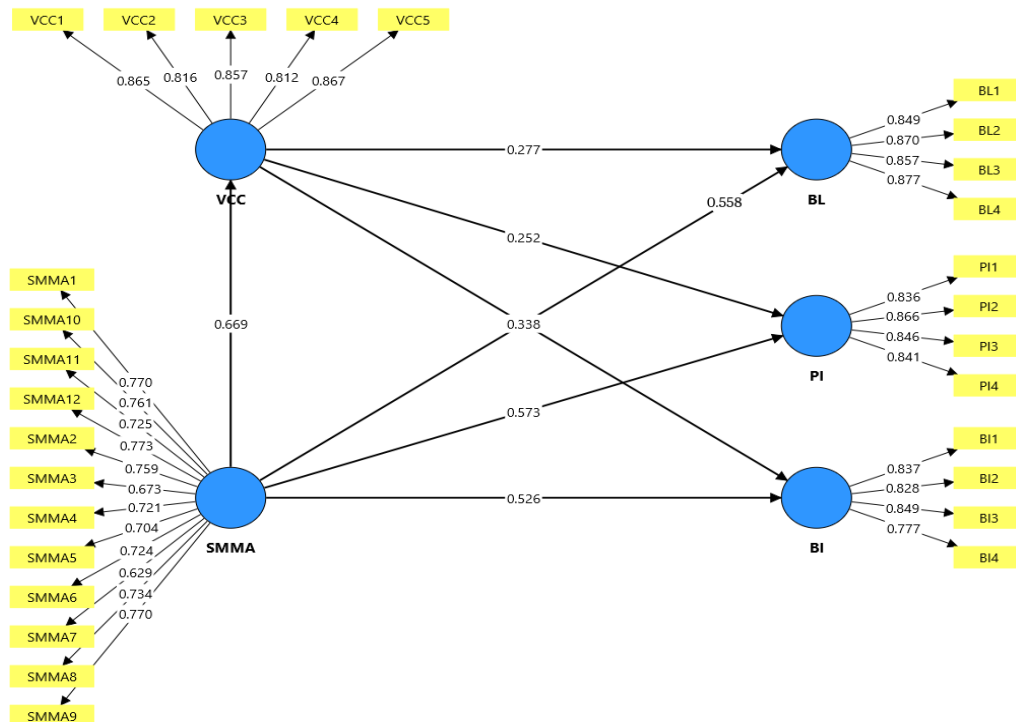 VCC1 VCC2 VCC3 VCC4 VCC5
0.865 0.816 0.857 0.812 0.867
VCC
0.277
0.252
0.338
0.669
0.558
0.573
0.526
BL
BL1
BL2
BL3
BL4
0.849
0.870
0.857
0.877
PI
PI1
PI2
PI3
PI4
0.836
0.866
0.846
0.841
BI
BI1
BI2
BI3
BI4
0.837
0.828
0.849
0.777
SMMA1
SMMA10
SMMA11
SMMA12
SMMA2
SMMA3
SMMA4
SMMA5
SMMA6
SMMA7
SMMA8
SMMA9
0.770
0.761
0.725
0.773
0.759
0.673
0.721
0.704
0.724
0.629
0.734
0.770
SMMA